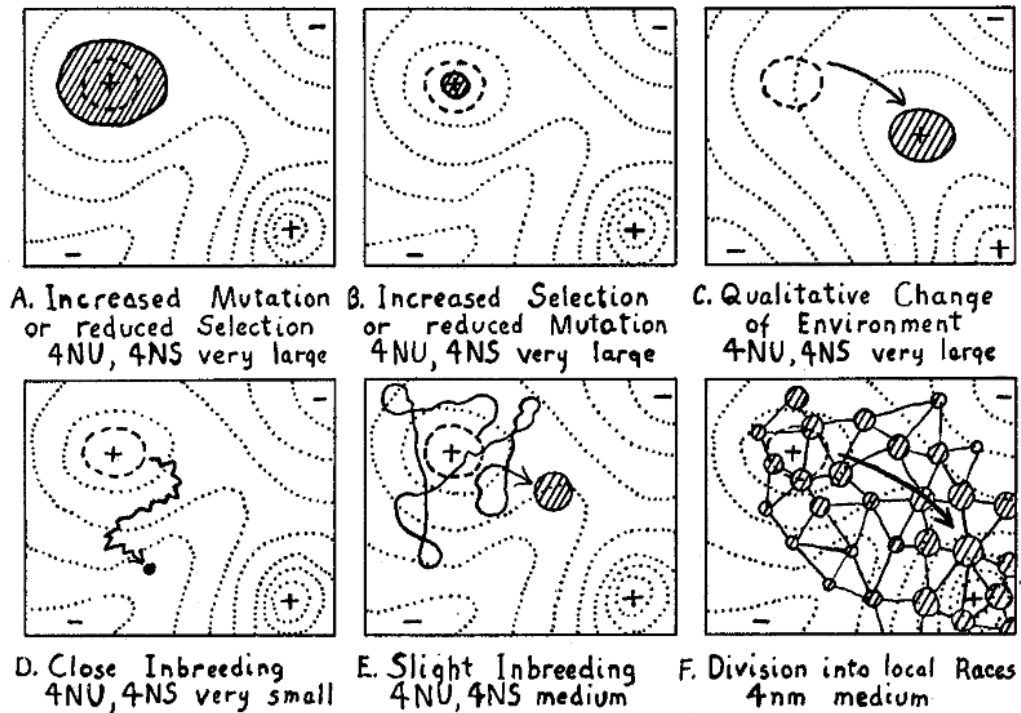 A. Increased Mutation
or reduced Selection
4NU, 4NS very large
B. Increased Selection
or reduced Mutation
4NU, 4NS very large
C. Qualitative Change
of Environment
4NU, 4NS very large
D. Close Inbreeding
4NU, 4NS very small
E. Slight Inbreeding
4NU, 4NS medium
F. Division into local Races
4nm medium